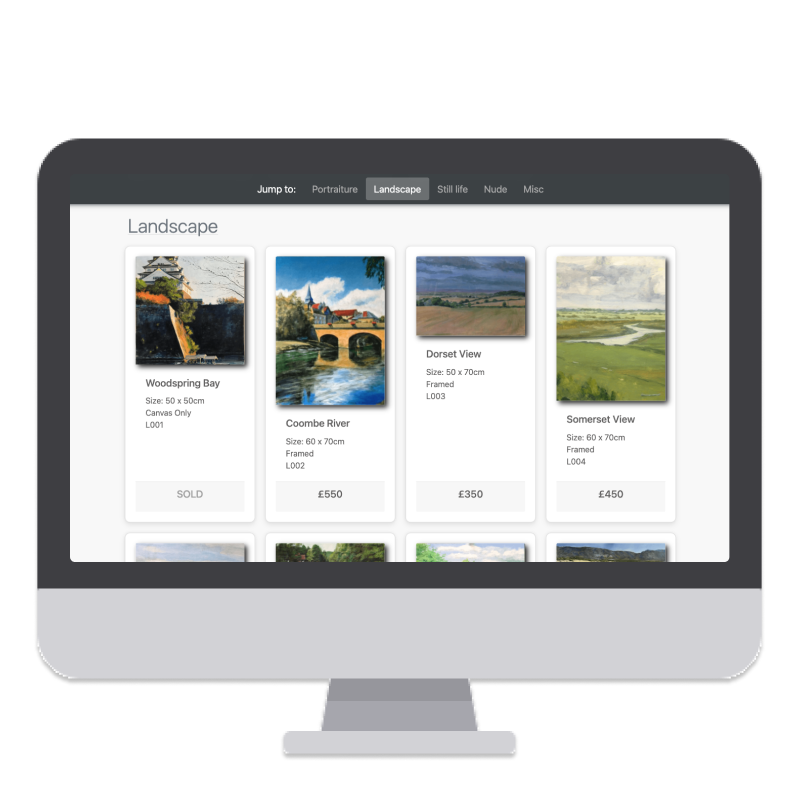 Jump to: Portraiture Landscape Still life Nude Misc
Landscape
Woodspring Bay
Size: 50 x 50cm
Canvas Only
L001
SOLD
Coombe River
Size: 60 x 70cm
Framed
L002
£550
Dorset View
Size: 50 x 70cm
Framed
L003
£350
Somerset View
Size: 60 x 70cm
Framed
L004
£450